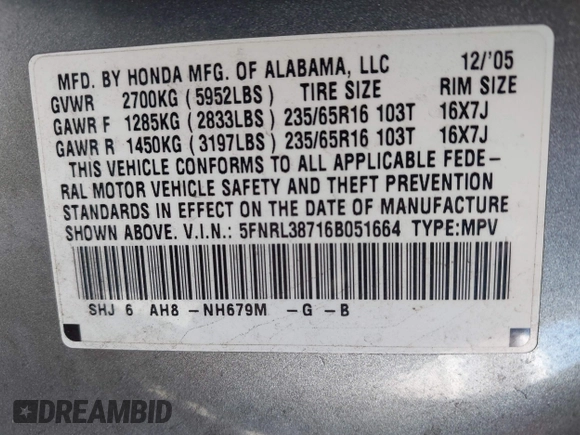 MFD. BY HONDA MFG. OF ALABAMA, LLC 12/'05
GVWR 2700KG ( 5952LBS ) TIRE SIZE RIM SIZE
GAWR F 1285KG ( 2833LBS ) 235/65R16 103T 16X7J
GAWR R 1450KG ( 3197LBS ) 235/65R16 103T 16X7J
THIS VEHICLE CONFORMS TO ALL APPLICABLE FEDE-
RAL MOTOR VEHICLE SAFETY AND THEFT PREVENTION
STANDARDS IN EFFECT ON THE DATE OF MANUFACTURE
SHOWN ABOVE. V.I.N.: 5FNRL38716B051664 TYPE:MPV
SHJ 6 AH8 -NH679M -G -B
DREAMBID